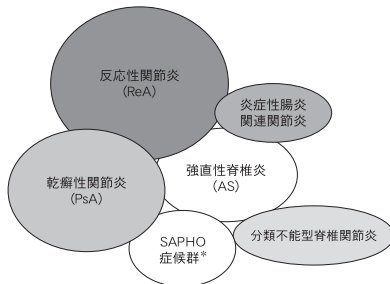 反応性関節炎
(ReA)
炎症性腸炎
関連関節炎
強直性脊椎炎
(AS)
乾癬性関節炎
(PsA)
SAPHO
症候群*
分類不能型脊椎関節炎